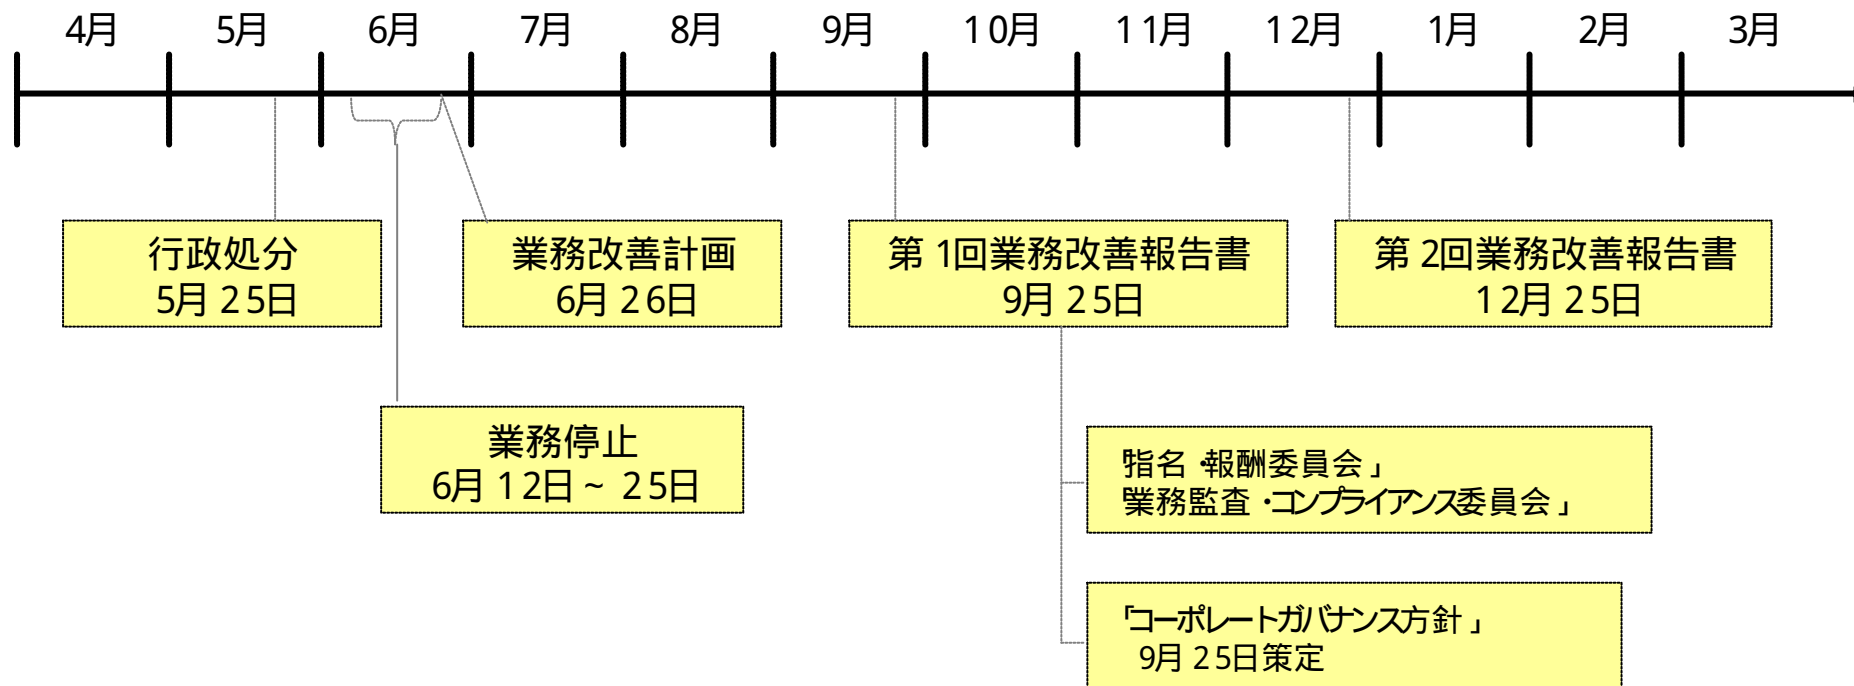 4月 5月 6月 7月 8月 9月 10月 11月 12月 1月 2月 3月
行政処分
5月25日
業務改善計画
6月26日
第1回業務改善報告書
9月25日
第2回業務改善報告書
12月25日
業務停止
6月12日~25日
「指名・報酬委員会」
「業務監査・コンプライアンス委員会」
「コーポレートガバナンス方針」
9月25日策定